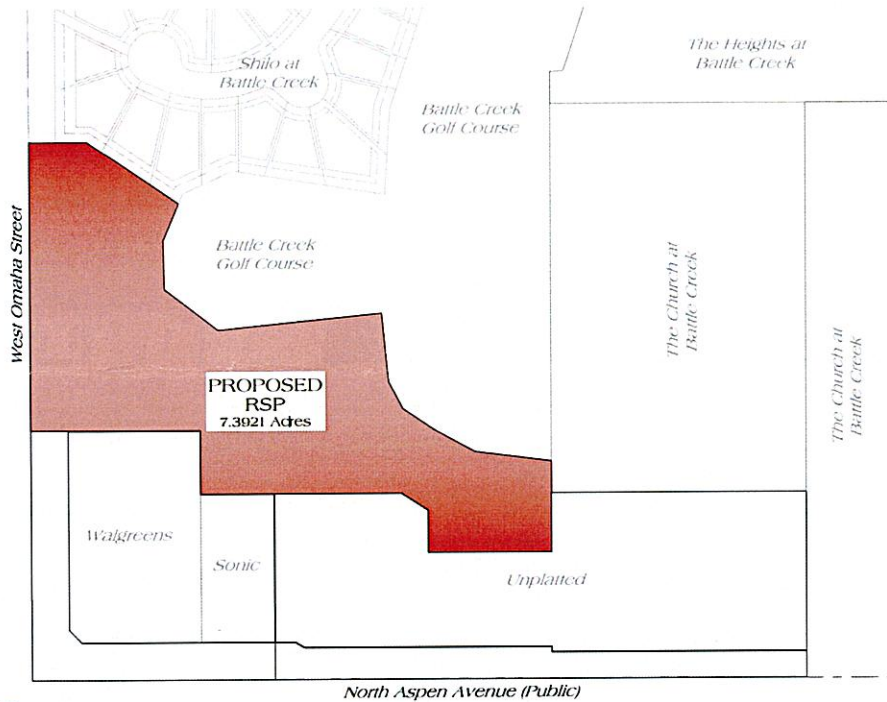 Shilo at
Battle Creek
The Heights at
Battle Creek
Battle Creek
Golf Course
West Omaha Street
Battle Creek
Golf Course
The Church at
Battle Creek
The Church at
Battle Creek
PROPOSED
RSP
7.3921 Acres
Walgreens
Sonic
Unplatted
North Aspen Avenue (Public)